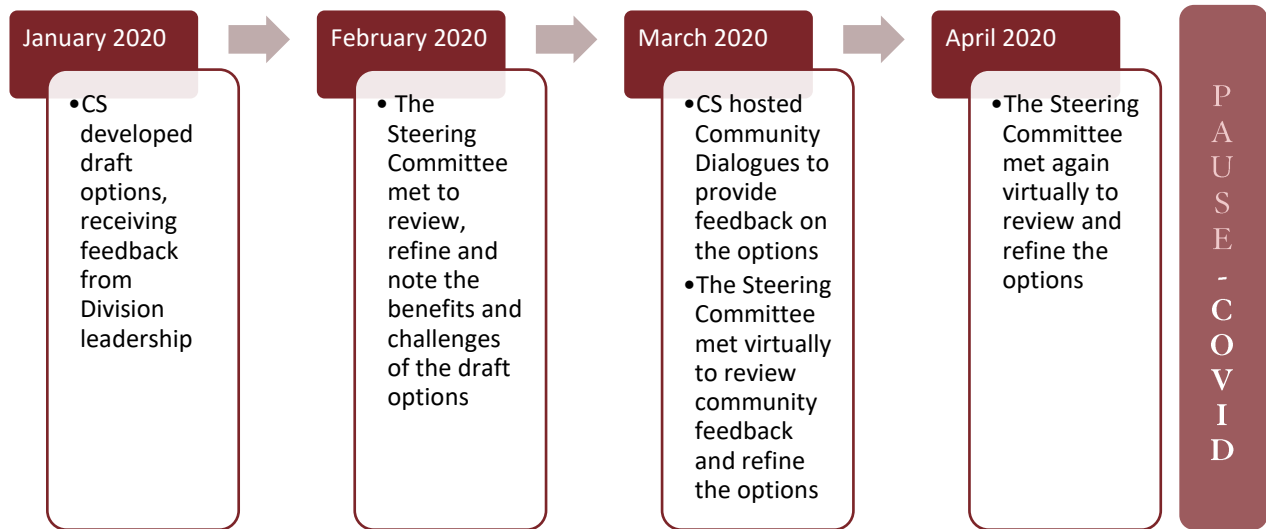 January 2020
•CS
developed
draft
options,
receiving
feedback
from
Division
leadership
February 2020
• The
Steering
Committee
met to
review,
refine and
note the
benefits and
challenges
of the draft
options
March 2020
•CS hosted
Community
Dialogues to
provide
feedback on
the options
•The Steering
Committee
met virtually
to review
community
feedback
and refine
the options
April 2020
•The Steering
Committee
met again
virtually to
review and
refine the
options
PAUSE - COVID